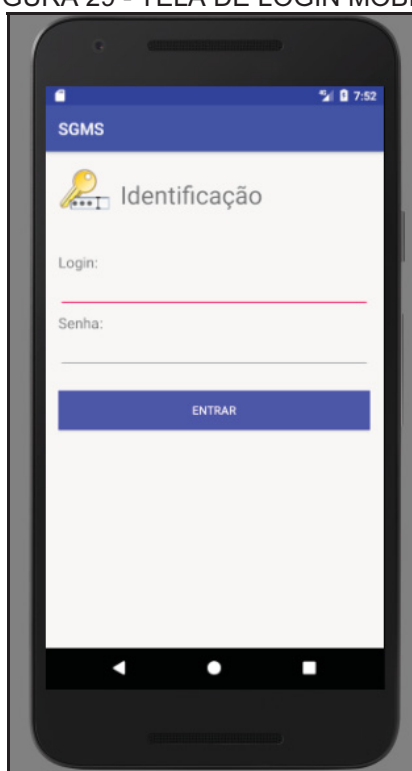 GURA 29 - TELA DE LOGIN MOBI
7:52
SGMS
Identificação
Login:
Senha:
ENTRAR